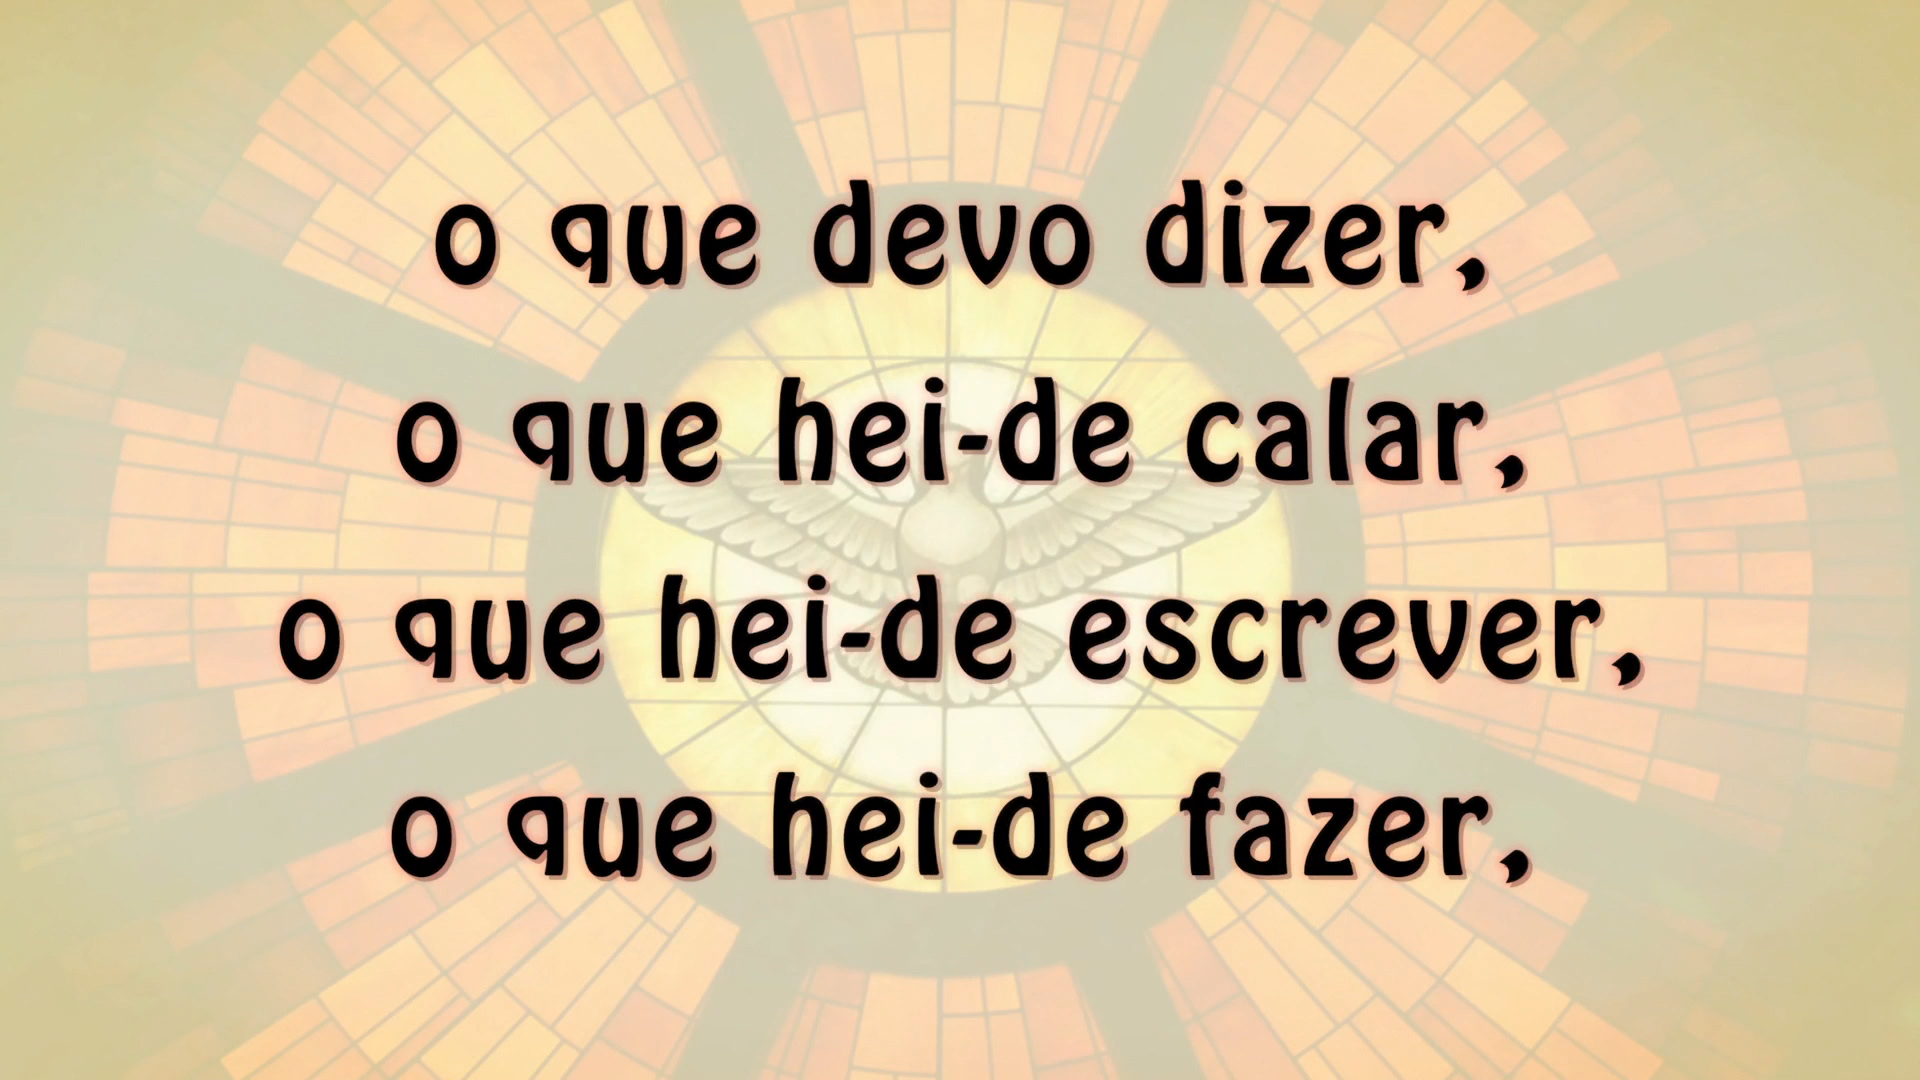 o que devo dizer,
o que hei-de calar,
o que hei-de escrever,
o que hei-de fazer,